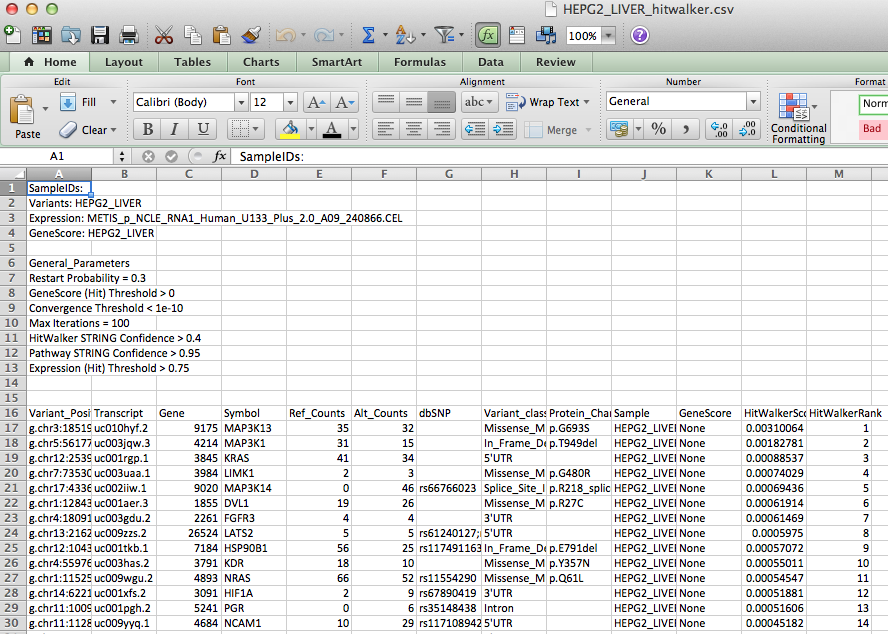 HEPG2_LIVER_hitwalker.csv
100%
Home Layout Tables Charts SmartArt Formulas Data Review
Edit Font Alignment Number Format
Fill Calibri (Body) 12 A A abc Wrap Text General Norm
Paste Clear B I U A Merge % , .0 .00 .00 .0 Conditional Formatting Bad
A1 fx SampleIDs:
A B C D E F G H I J K L M
1 SampleIDs:
2 Variants: HEPG2_LIVER
3 Expression: METIS_p_NCLE_RNA1_Human_U133_Plus_2.0_A09_240866.CEL
4 GeneScore: HEPG2_LIVER
5
6 General_Parameters
7 Restart Probability = 0.3
8 GeneScore (Hit) Threshold > 0
9 Convergence Threshold < 1e-10
10 Max Iterations = 100
11 HitWalker STRING Confidence > 0.4
12 Pathway STRING Confidence > 0.95
13 Expression (Hit) Threshold > 0.75
14
15
16 Variant_Posi Transcript Gene Symbol Ref_Counts Alt_Counts dbSNP Variant_class Protein_Cha Sample GeneScore HitWalkerSco HitWalkerRank
17 g.chr3:18519 uc010hyf.2 9175 MAP3K13 35 32 Missense_M p.G693S HEPG2_LIVE None 0.00310064 1
18 g.chr5:56177 uc003jqw.3 4214 MAP3K1 31 15 In_Frame_De p.T949del HEPG2_LIVE None 0.00182781 2
19 g.chr12:2539 uc001rgp.1 3845 KRAS 41 34 5'UTR HEPG2_LIVE None 0.00088537 3
20 g.chr7:73530 uc003uaa.1 3984 LIMK1 2 3 Missense_M p.G480R HEPG2_LIVE None 0.00074029 4
21 g.chr17:4336 uc002iiw.1 9020 MAP3K14 0 46 rs66766023 Splice_Site_I p.R218_splic HEPG2_LIVE None 0.00069436 5
22 g.chr1:12843 uc001aer.3 1855 DVL1 19 26 Missense_M p.R27C HEPG2_LIVE None 0.00061914 6
23 g.chr4:18091 uc003gdu.2 2261 FGFR3 4 4 3'UTR HEPG2_LIVE None 0.00061469 7
24 g.chr13:2162 uc009zzs.2 26524 LATS2 5 5 rs61240127; 5'UTR HEPG2_LIVE None 0.0005975 8
25 g.chr12:1043 uc001tkb.1 7184 HSP90B1 56 25 rs117491163 In_Frame_De p.E791del HEPG2_LIVE None 0.00057072 9
26 g.chr4:55976 uc003has.2 3791 KDR 18 10 Missense_M p.Y357N HEPG2_LIVE None 0.00055011 10
27 g.chr1:11525 uc009wgu.2 4893 NRAS 66 52 rs11554290 Missense_M p.Q61L HEPG2_LIVE None 0.00054547 11
28 g.chr14:6221 uc001xfs.2 3091 HIF1A 2 9 rs67890419 3'UTR HEPG2_LIVE None 0.00051881 12
29 g.chr11:1009 uc001pgh.2 5241 PGR 0 6 rs35148438 Intron HEPG2_LIVE None 0.00051606 13
30 g.chr11:1128 uc009yyq.1 4684 NCAM1 10 29 rs117108942 5'UTR HEPG2_LIVE None 0.00045182 14